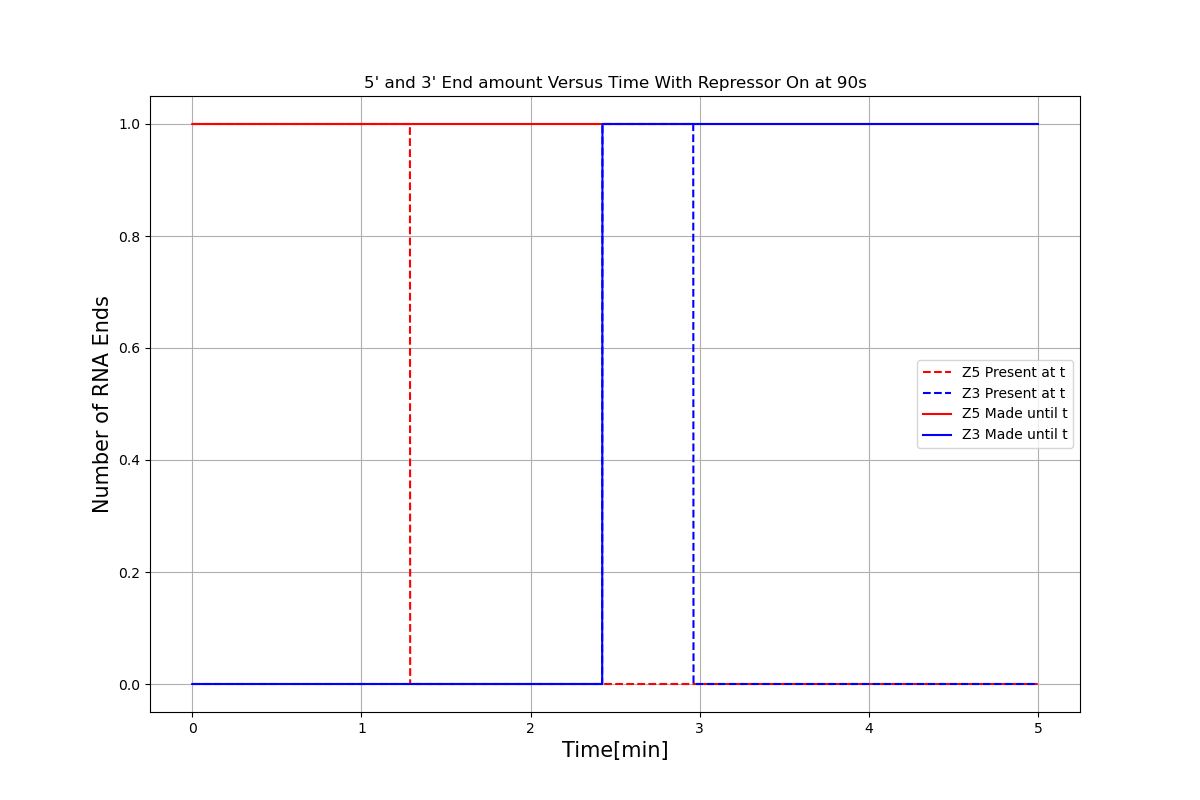 5' and 3' End amount Versus Time With Repressor On at 90s
1.0
0.8
0.6
0.4
0.2
0.0
Number of RNA Ends
Z5 Present at t
Z3 Present at t
Z5 Made until t
Z3 Made until t
0 1 2 3 4 5
Time[min]